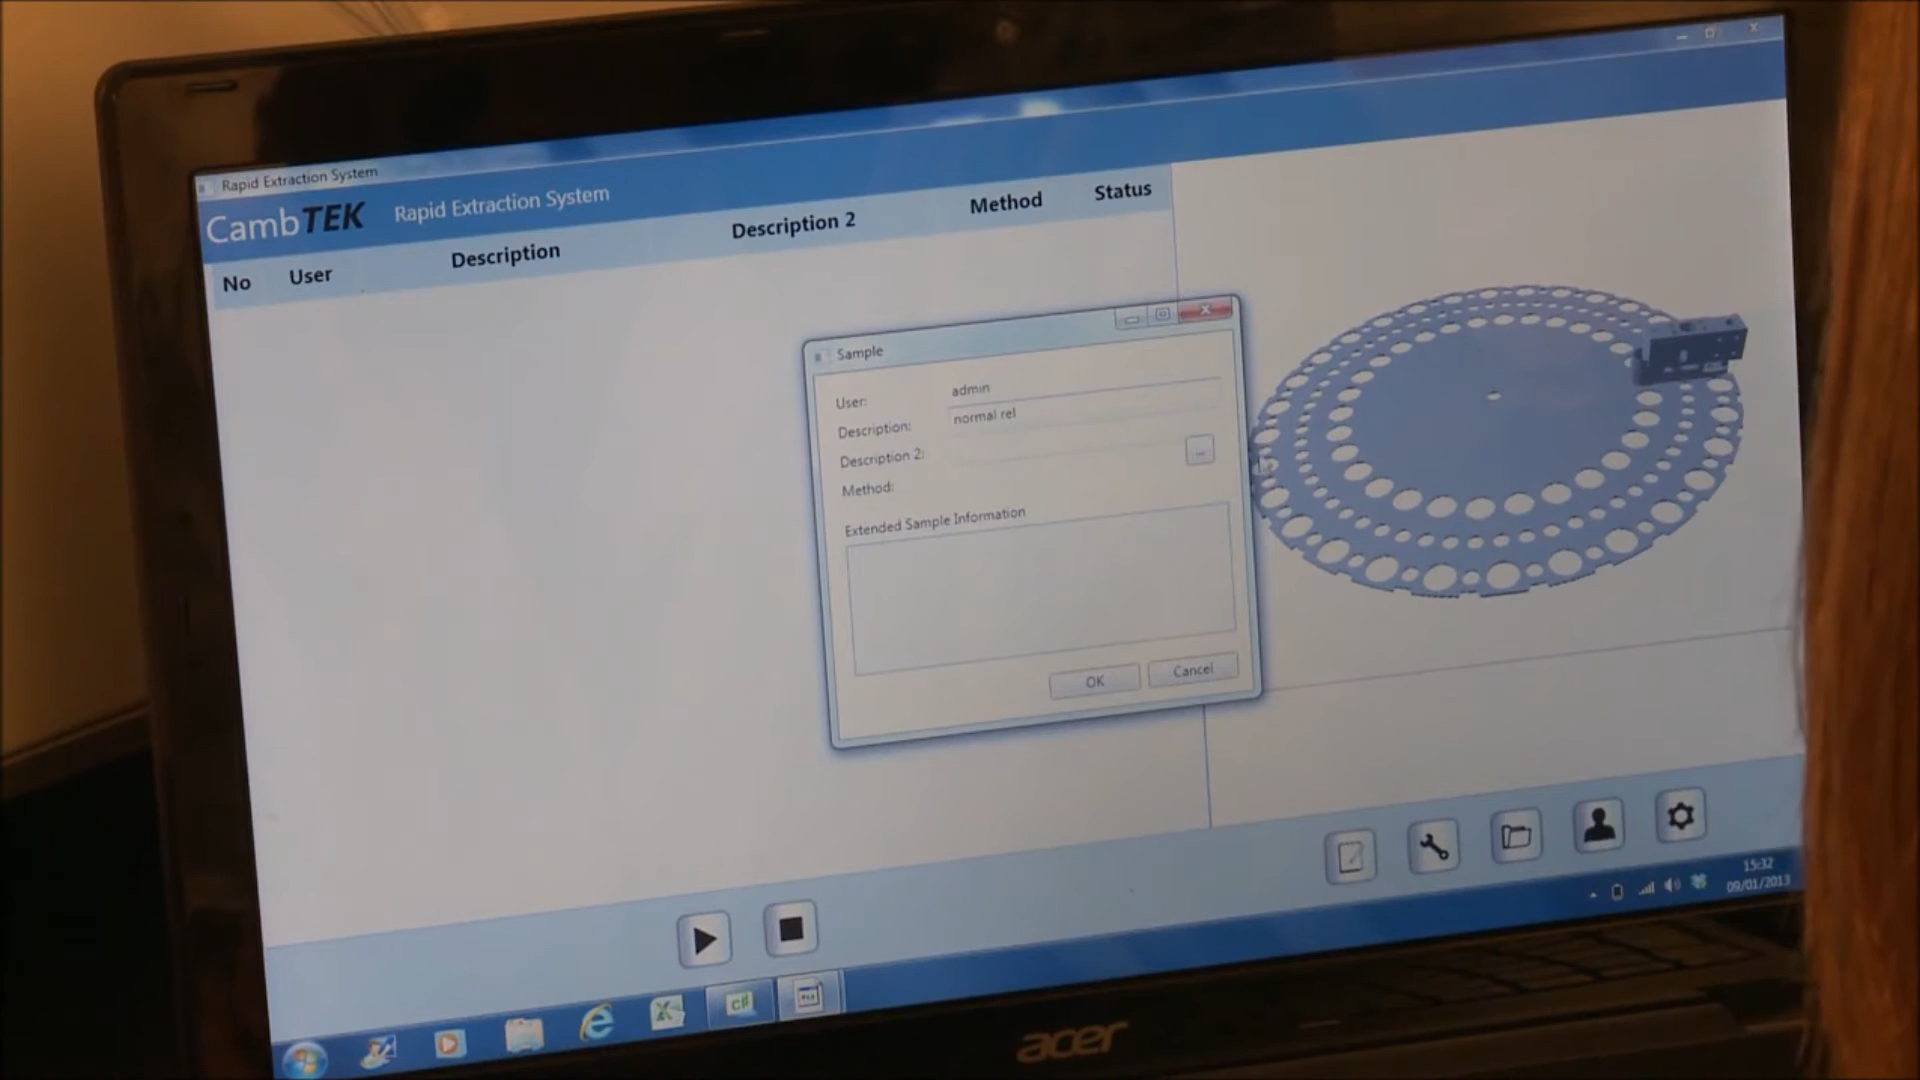 Rapid Extraction System
CambTEK Rapid Extraction System
No User Description Description 2 Method Status
Sample
User: admin
Description: normal rel
Description 2:
...
Method:
Extended Sample Information
OK Cancel
15:32
09/01/2013
C#
acer